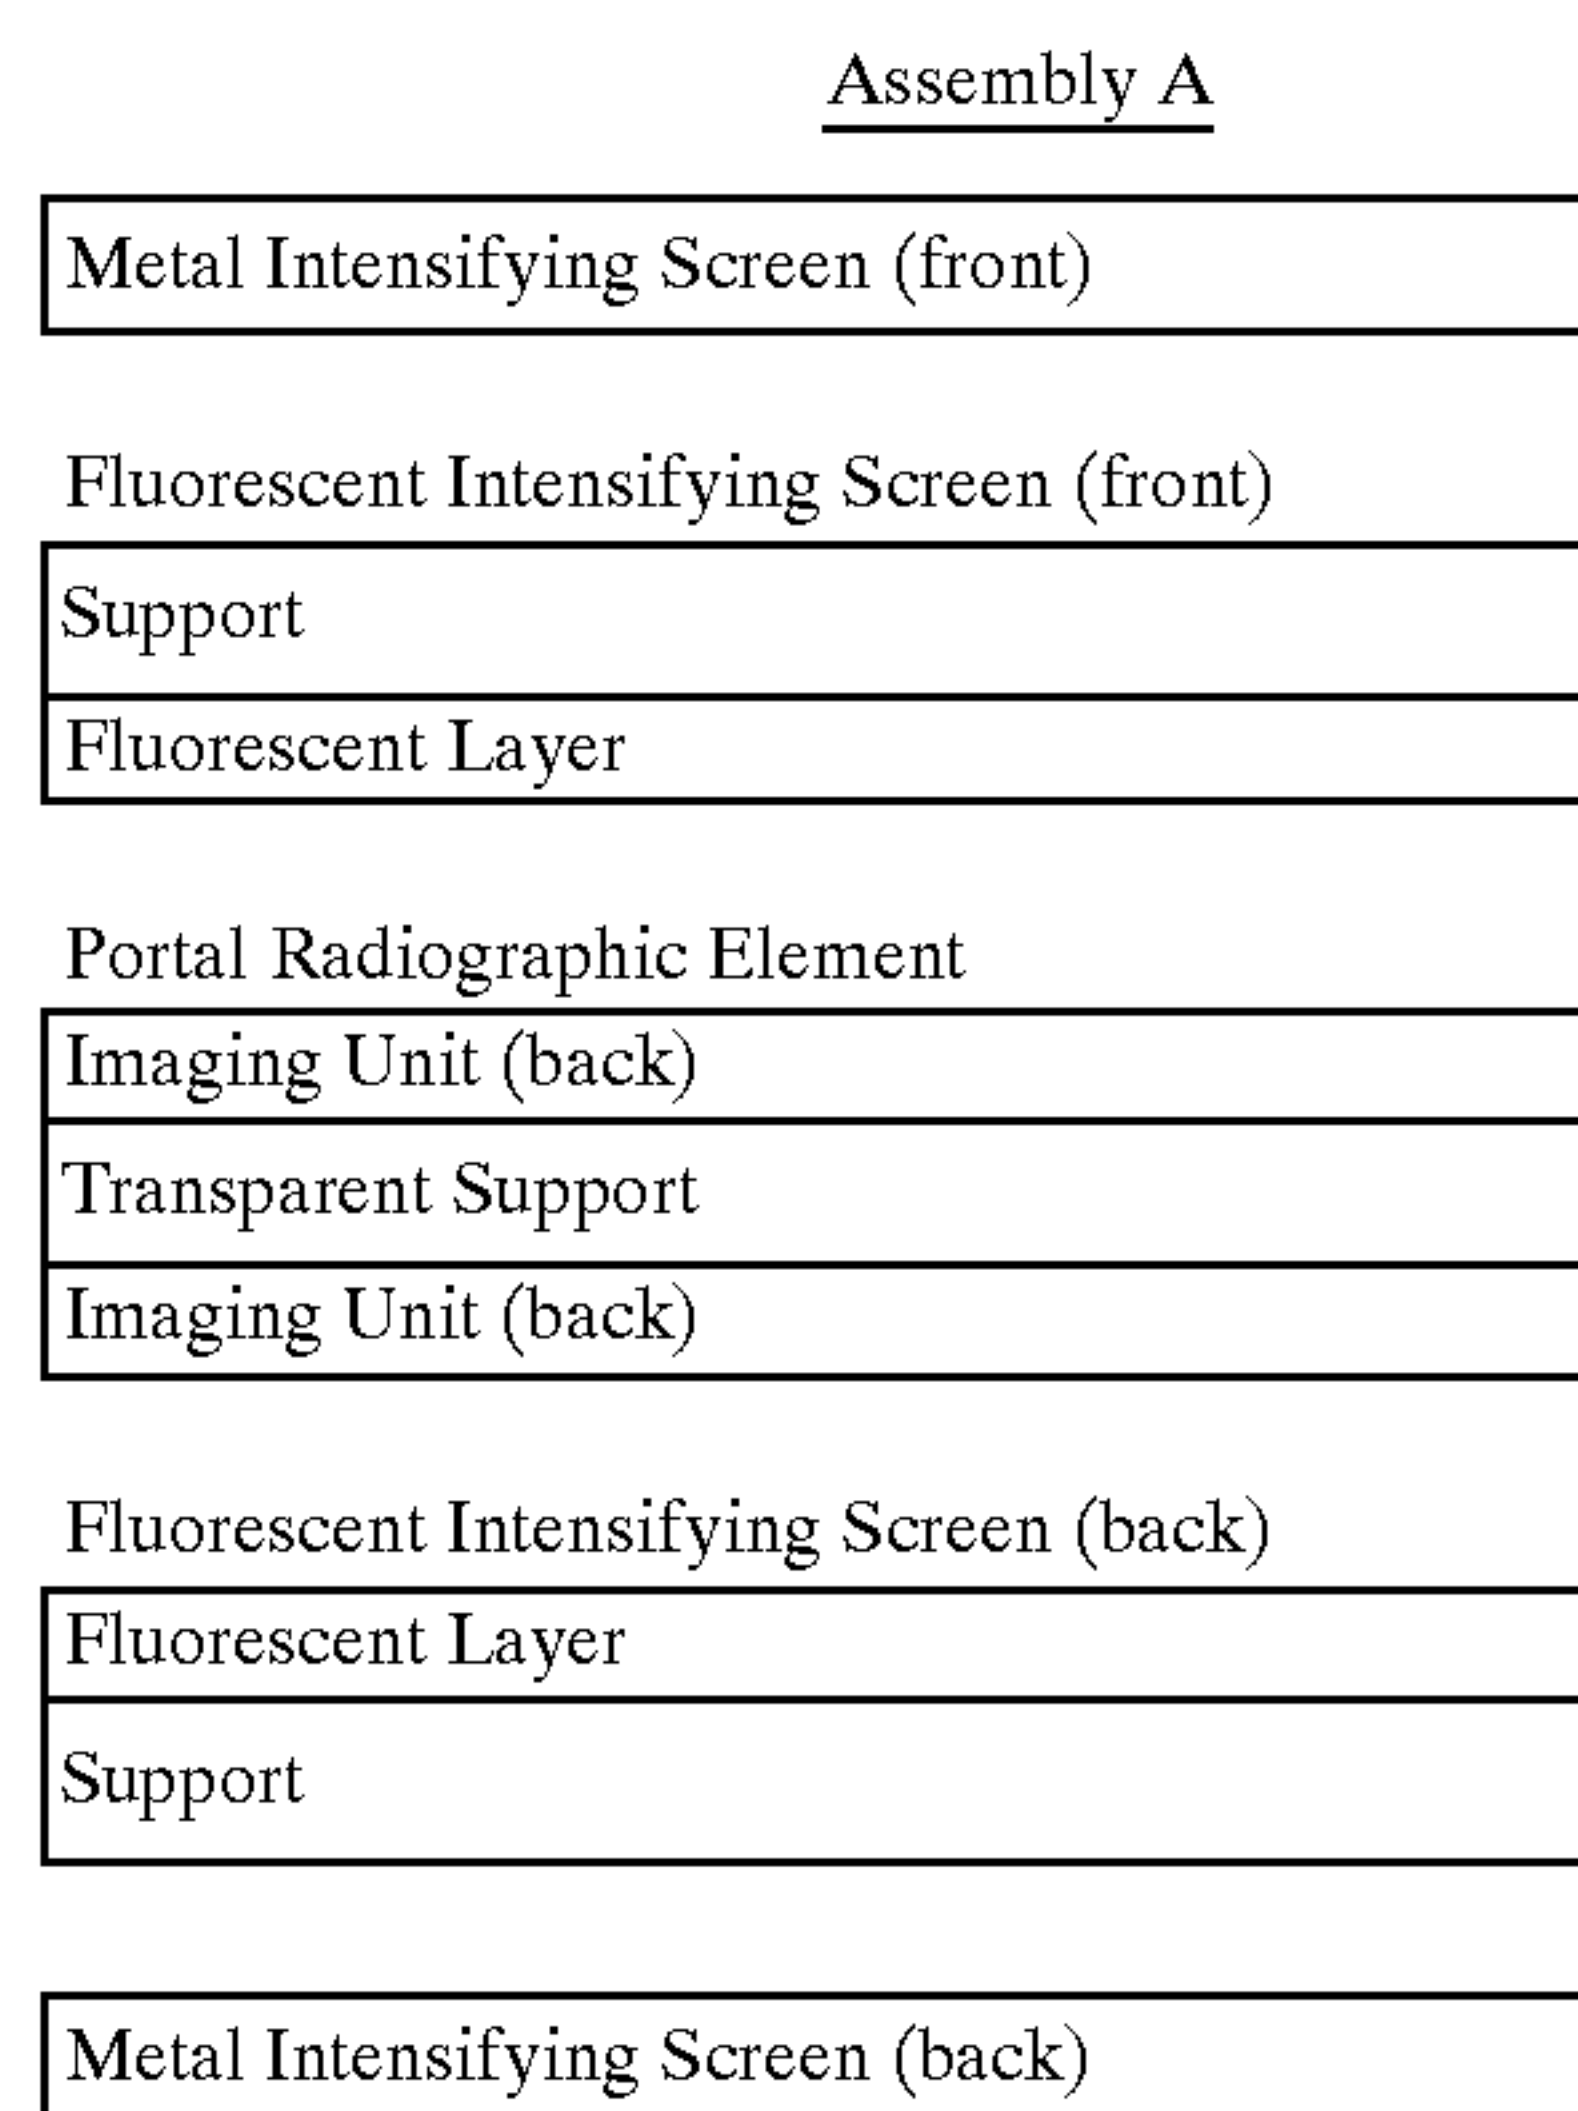 Assembly A
Metal Intensifying Screen (front)
Fluorescent Intensifying Screen (front)
Support
Fluorescent Layer
Portal Radiographic Element
Imaging Unit (back)
Transparent Support
Imaging Unit (back)
Fluorescent Intensifying Screen (back)
Fluorescent Layer
Support
Metal Intensifying Screen (back)